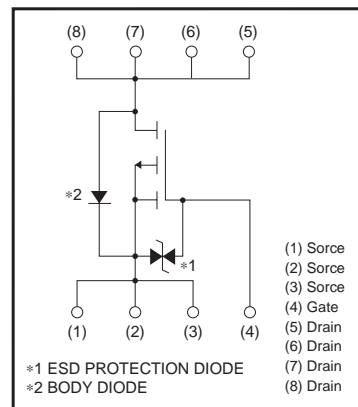 (8) (7) (6) (5)
∗2
∗1
(1) (2) (3) (4)
(1) Sorce
(2) Sorce
(3) Sorce
(4) Gate
(5) Drain
(6) Drain
(7) Drain
(8) Drain
∗1 ESD PROTECTION DIODE
∗2 BODY DIODE